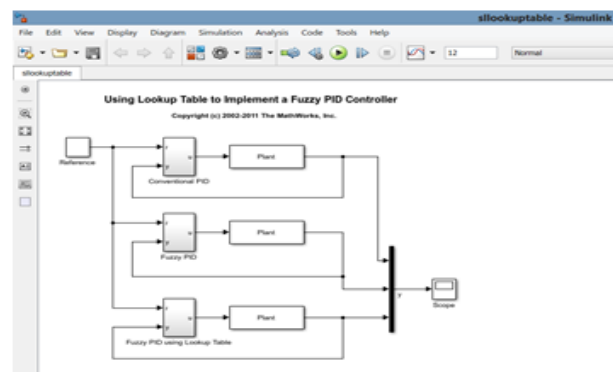 sllookuptable - Simulink
File Edit View Display Diagram Simulation Analysis Code Tools Help
12 Normal
sllookuptable
Using Lookup Table to Implement a Fuzzy PID Controller
Copyright (c) 2002-2011 The MathWorks, Inc.
Reference
r
y
u
Plant
Conventional PID
r
y
u
Plant
Fuzzy PID
r
y
u
Plant
Fuzzy PID using Lookup Table
Y
Scope